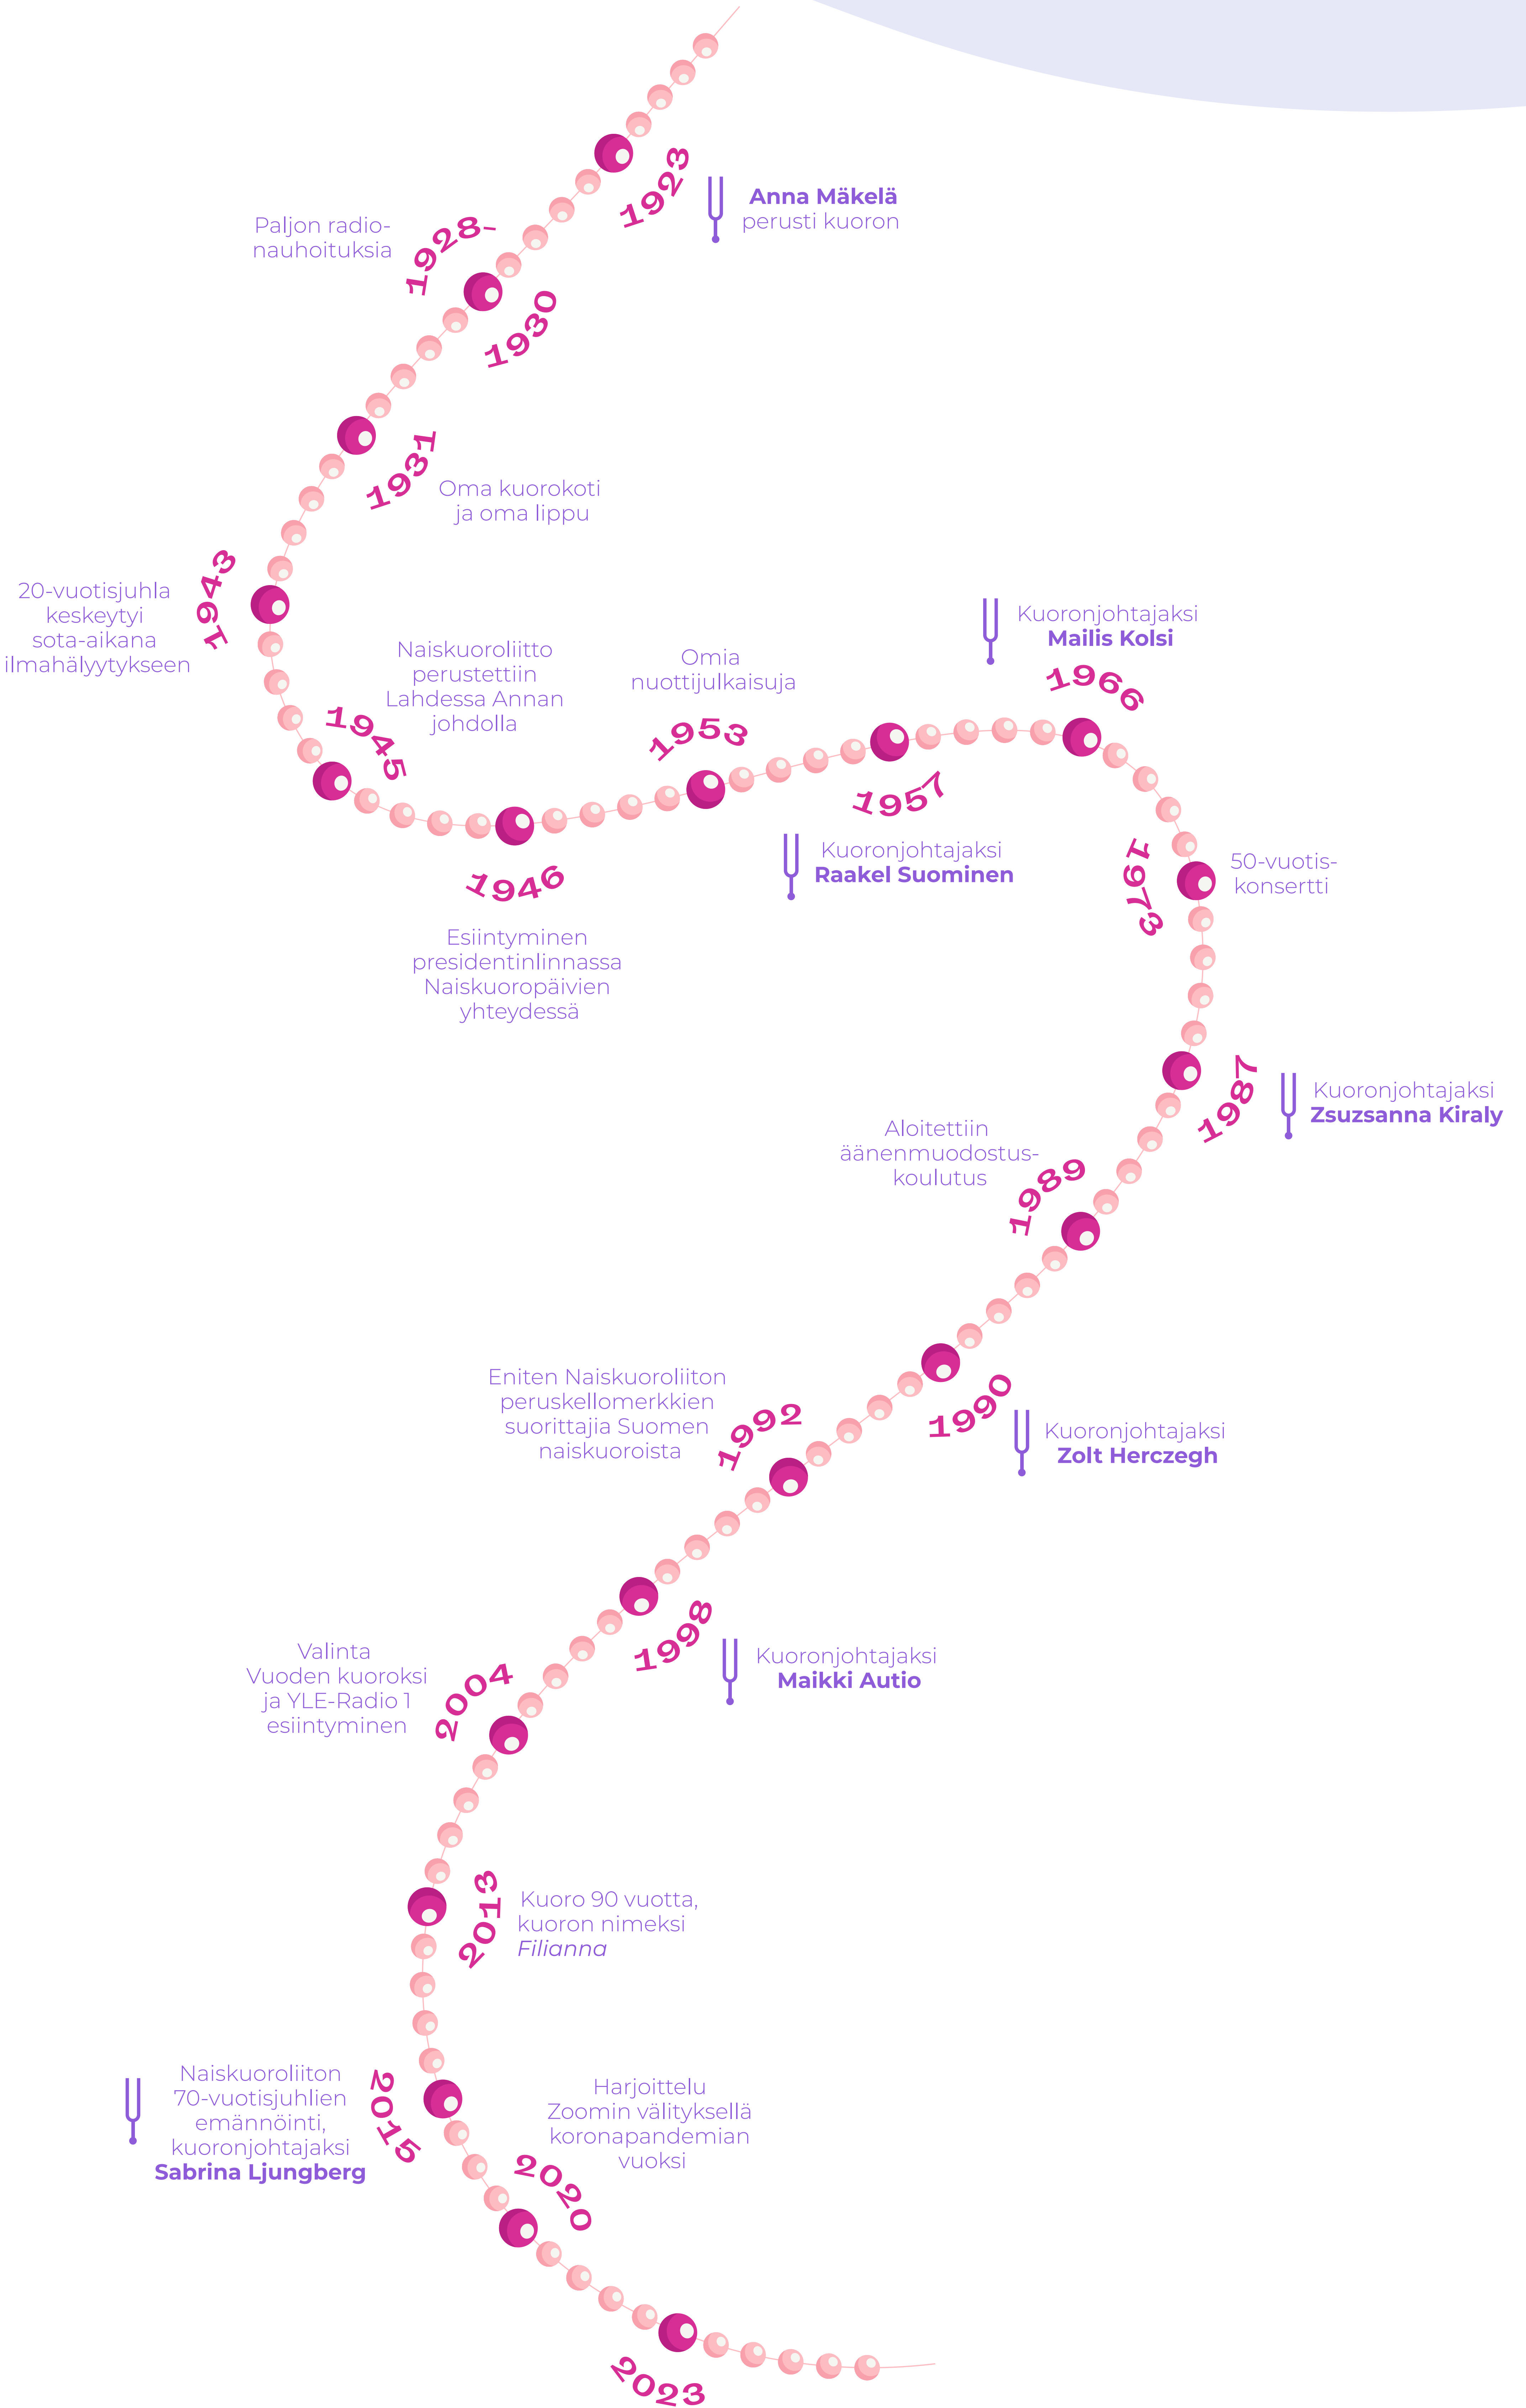 1923
Anna Mäkelä
perusti kuoron
Paljon radio-
nauhoituksia
1928-
1930
1931
Oma kuorokoti
ja oma lippu
1943
20-vuotisjuhla
keskeytyi
sota-aikana
ilmahälyytykseen
1945
Naiskuoroliitto
perustettiin
Lahdessa Annan
johdolla
1946
Esiintyminen
presidentinlinnassa
Naiskuoropäivien
yhteydessä
Omia
nuottijulkaisuja
1953
1957
Kuoronjohtajaksi
Raakel Suominen
Kuoronjohtajaksi
Mailis Kolsi
1966
1973
50-vuotis-
konsertti
1987
Kuoronjohtajaksi
Zsuzsanna Kiraly
Aloitettiin
äänenmuodostus-
koulutus
1989
1990
Kuoronjohtajaksi
Zolt Herczegh
Eniten Naiskuoroliiton
peruskellomerkkien
suorittajia Suomen
naiskuoroista
1992
1998
Kuoronjohtajaksi
Maikki Autio
Valinta
Vuoden kuoroksi
ja YLE-Radio 1
esiintyminen
2004
2013
Kuoro 90 vuotta,
kuoron nimeksi
Filianna
Naiskuoroliiton
70-vuotisjuhlien
emännöinti,
kuoronjohtajaksi
Sabrina Ljungberg
2015
Harjoittelu
Zoomin välityksellä
koronapandemian
vuoksi
2020
2023